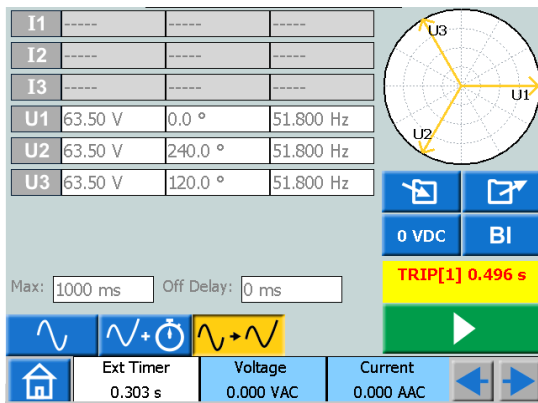 I1 ----- ----- -----
I2 ----- ----- -----
I3 ----- ----- -----
U1 63.50 V 0.0 ° 51.800 Hz
U2 63.50 V 240.0 ° 51.800 Hz
U3 63.50 V 120.0 ° 51.800 Hz
U3
U1
U2
0 VDC BI
Max: 1000 ms Off Delay: 0 ms
TRIP[1] 0.496 s
Ext Timer Voltage Current
0.303 s 0.000 VAC 0.000 AAC